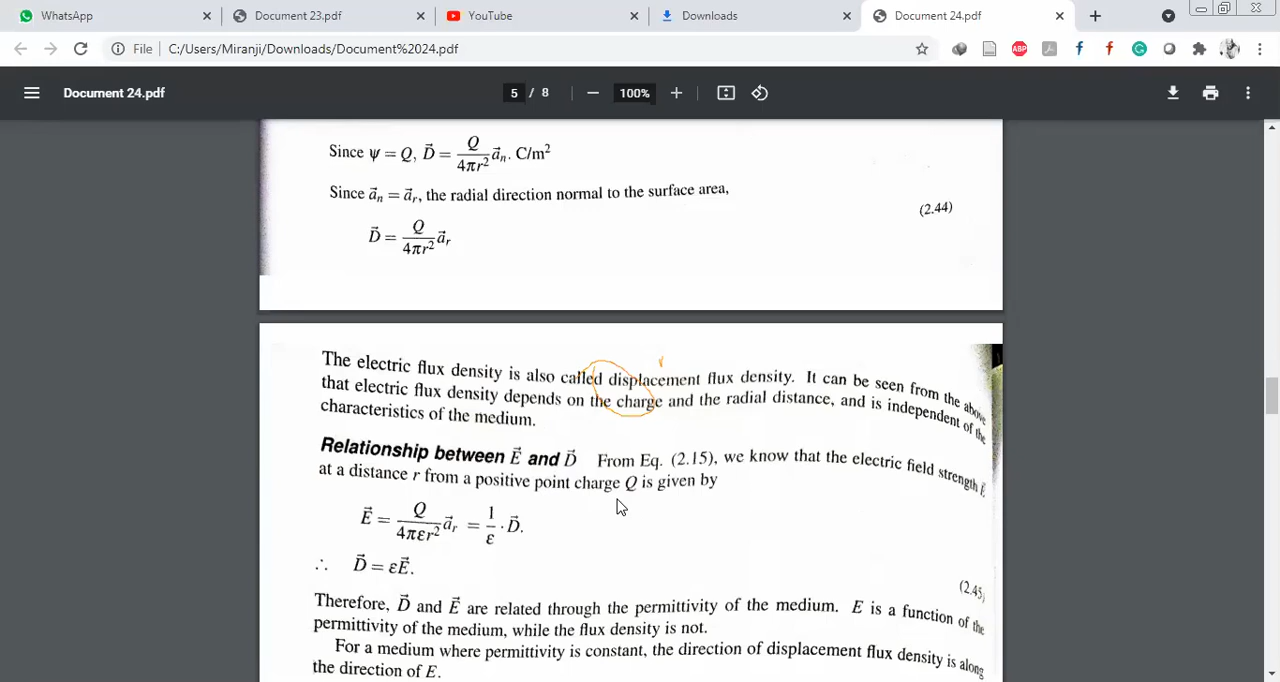 WhatsApp
Document 23.pdf
YouTube
Downloads
Document 24.pdf
File | C:/Users/Miranji/Downloads/Document%2024.pdf
ABP
Document 24.pdf
5 / 8
100%
Since ψ = Q, D⃗ = Q/4πr² a⃗n. C/m²
Since a⃗n = a⃗r, the radial direction normal to the surface area,
(2.44)
D⃗ = Q/4πr² a⃗r
The electric flux density is also called displacement flux density. It can be seen from the above
that electric flux density depends on the charge and the radial distance, and is independent of the
characteristics of the medium.
Relationship between E⃗ and D⃗ From Eq. (2.15), we know that the electric field strength E⃗
at a distance r from a positive point charge Q is given by
E⃗ = Q/4πεr² a⃗r = 1/ε · D⃗.
∴ D⃗ = εE⃗.
(2.45)
Therefore, D⃗ and E⃗ are related through the permittivity of the medium. E is a function of the
permittivity of the medium, while the flux density is not.
For a medium where permittivity is constant, the direction of displacement flux density is along
the direction of E.